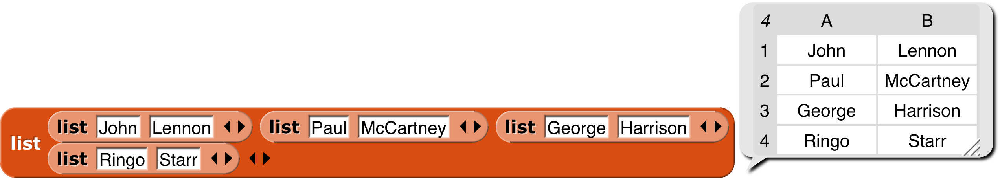 4 A B
1 John Lennon
2 Paul McCartney
3 George Harrison
4 Ringo Starr
list
list John Lennon list Paul McCartney list George Harrison
list Ringo Starr